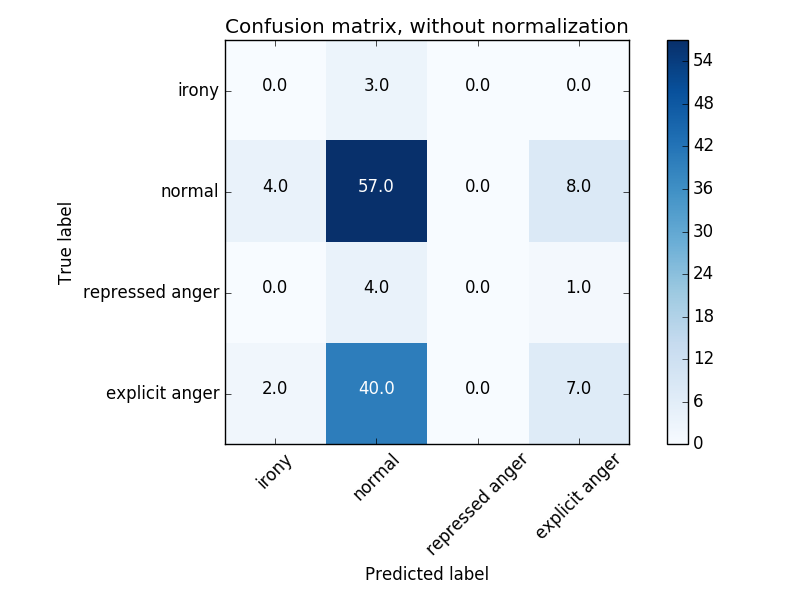 Confusion matrix, without normalization
irony 0.0 3.0 0.0 0.0
normal 4.0 57.0 0.0 8.0
repressed anger 0.0 4.0 0.0 1.0
explicit anger 2.0 40.0 0.0 7.0
True label
irony normal repressed anger explicit anger
Predicted label
54
48
42
36
30
24
18
12
6
0